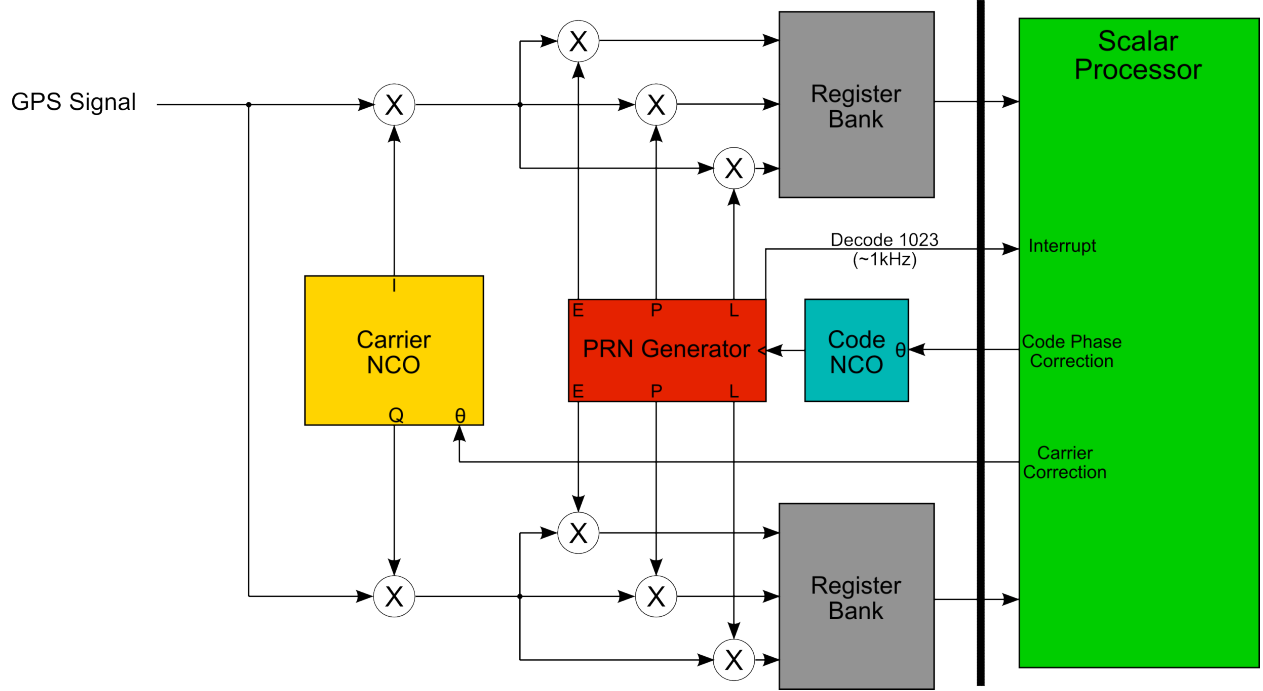 Scalar
Processor
X
GPS Signal
X
X
Register
Bank
X
Decode 1023
(~1kHz)
Interrupt
I
E
P
L
Carrier
NCO
PRN Generator
<
Code
NCO
θ
Code Phase
Correction
E
P
L
Q
θ
Carrier
Correction
X
X
X
Register
Bank
X